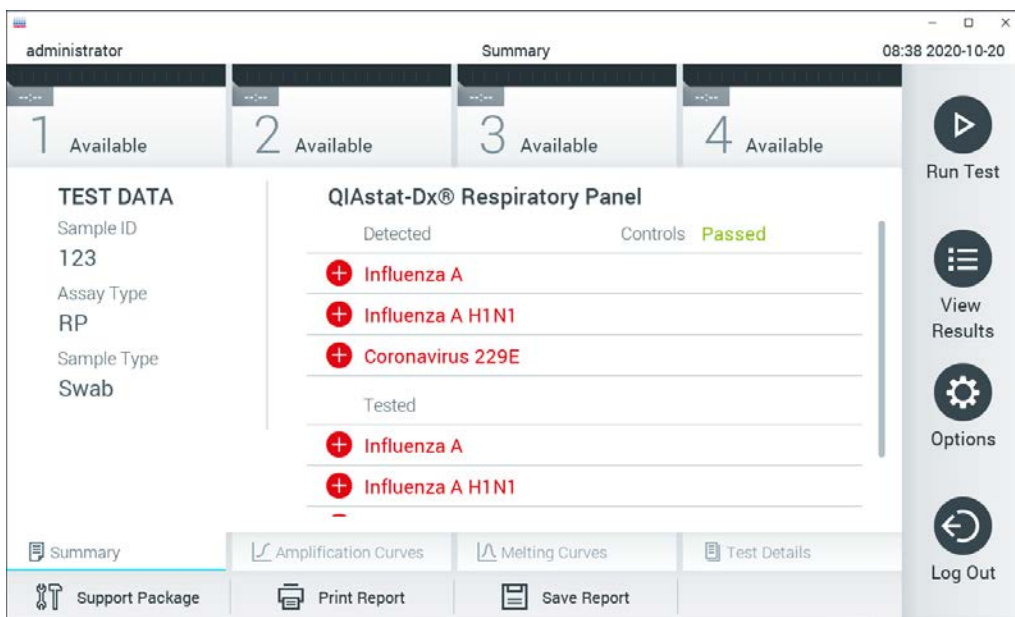 administrator Summary 08:38 2020-10-20
--:-- --:-- --:-- --:--
1 Available 2 Available 3 Available 4 Available
Run Test
TEST DATA
Sample ID
123
Assay Type
RP
Sample Type
Swab
QIAstat-Dx® Respiratory Panel
Detected Controls Passed
Influenza A
Influenza A H1N1
Coronavirus 229E
Tested
Influenza A
Influenza A H1N1
View
Results
Options
Log Out
Summary Amplification Curves Melting Curves Test Details
Support Package Print Report Save Report